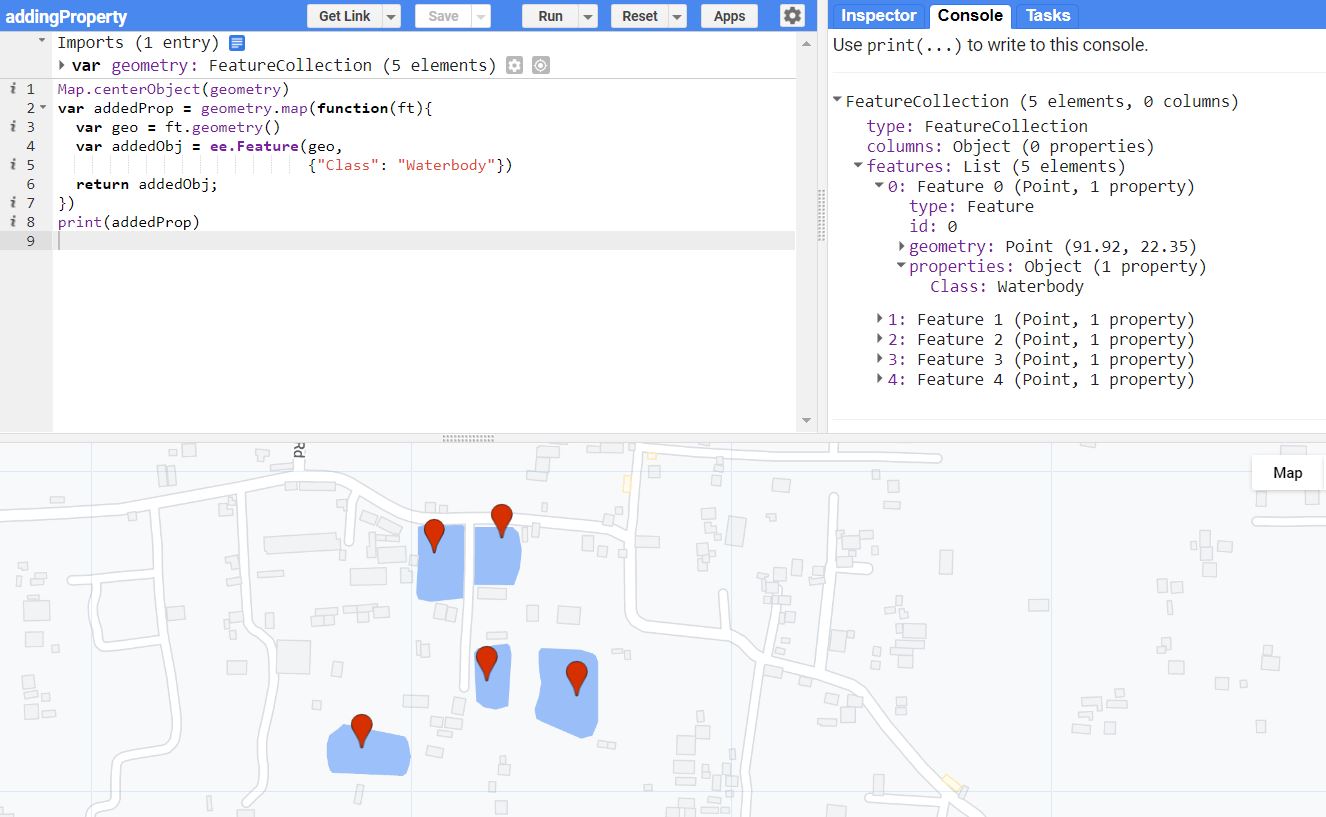 addingProperty
Get Link Save Run Reset Apps
Imports (1 entry)
var geometry: FeatureCollection (5 elements)
i 1 Map.centerObject(geometry)
2 var addedProp = geometry.map(function(ft){
i 3 var geo = ft.geometry()
4 var addedObj = ee.Feature(geo,
i 5 {"Class": "Waterbody"})
6 return addedObj;
i 7 })
i 8 print(addedProp)
9
Inspector Console Tasks
Use print(...) to write to this console.
FeatureCollection (5 elements, 0 columns)
type: FeatureCollection
columns: Object (0 properties)
features: List (5 elements)
0: Feature 0 (Point, 1 property)
type: Feature
id: 0
geometry: Point (91.92, 22.35)
properties: Object (1 property)
Class: Waterbody
1: Feature 1 (Point, 1 property)
2: Feature 2 (Point, 1 property)
3: Feature 3 (Point, 1 property)
4: Feature 4 (Point, 1 property)
Rd
Map